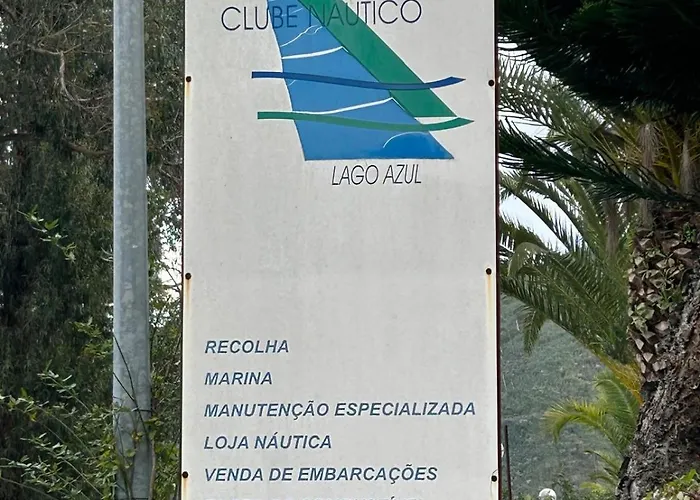 CLUBE NÁUTICO
LAGO AZUL
RECOLHA
MARINA
MANUTENÇÃO ESPECIALIZADA
LOJA NÁUTICA
VENDA DE EMBARCAÇÕES